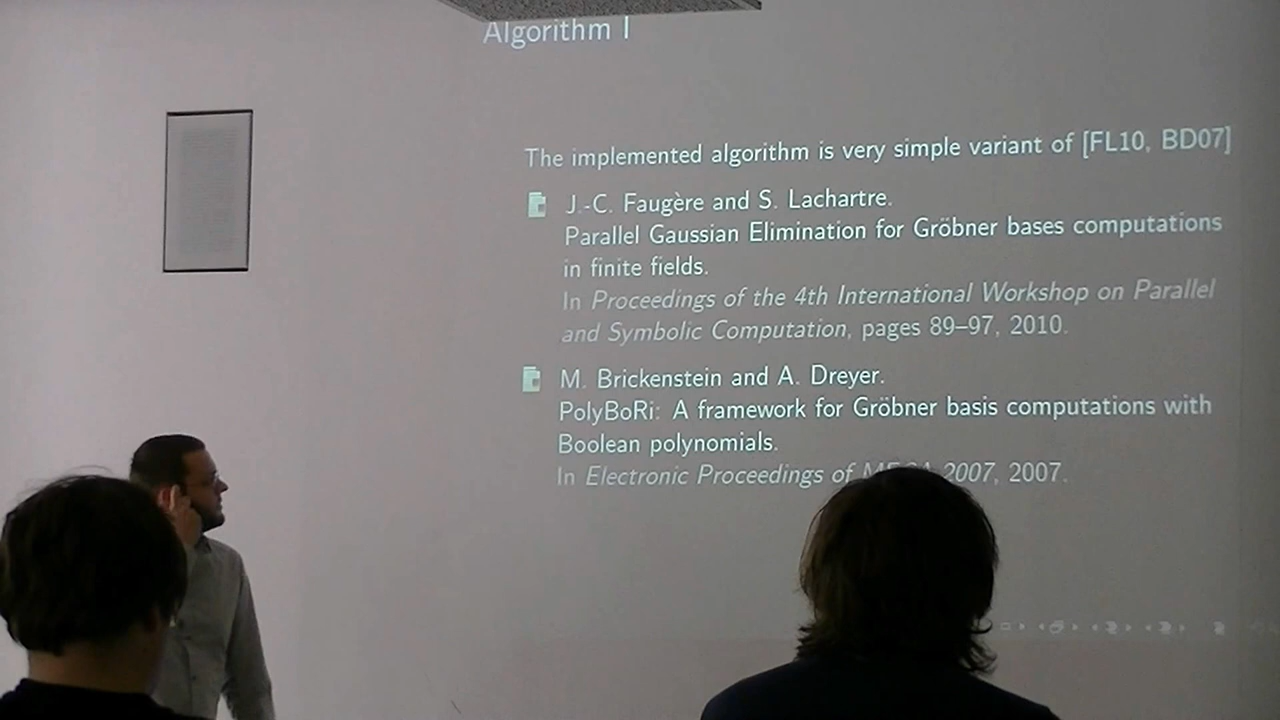 Algorithm I
The implemented algorithm is very simple variant of [FL10, BD07]
J.-C. Faugère and S. Lachartre.
Parallel Gaussian Elimination for Gröbner bases computations
in finite fields.
In Proceedings of the 4th International Workshop on Parallel
and Symbolic Computation, pages 89–97, 2010.
M. Brickenstein and A. Dreyer.
PolyBoRi: A framework for Gröbner basis computations with
Boolean polynomials.
In Electronic Proceedings of MEGA 2007, 2007.